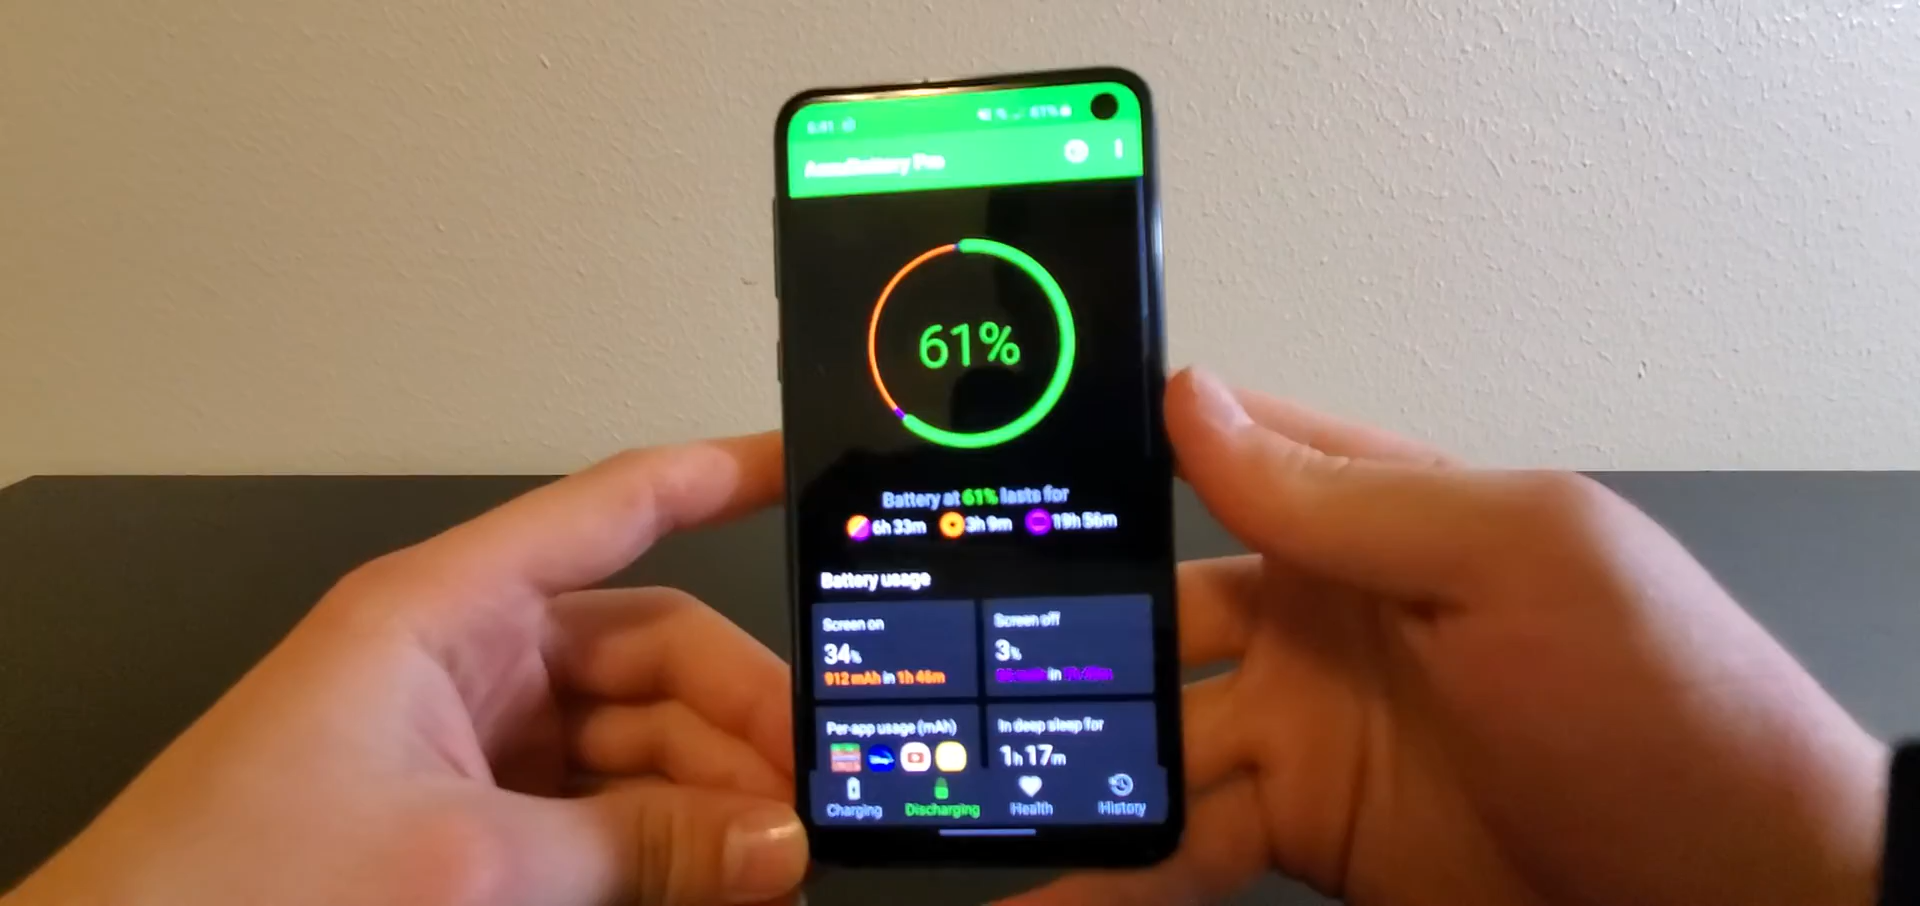 61%
AccuBattery Pro
61%
Battery at 61% lasts for
6h 33m 3h 9m 19h 56m
Battery usage
Screen on
34%
912 mAh in 1h 46m
Screen off
3%
in
Per-app usage (mAh)
In deep sleep for
1h 17m
Charging Discharging Health History